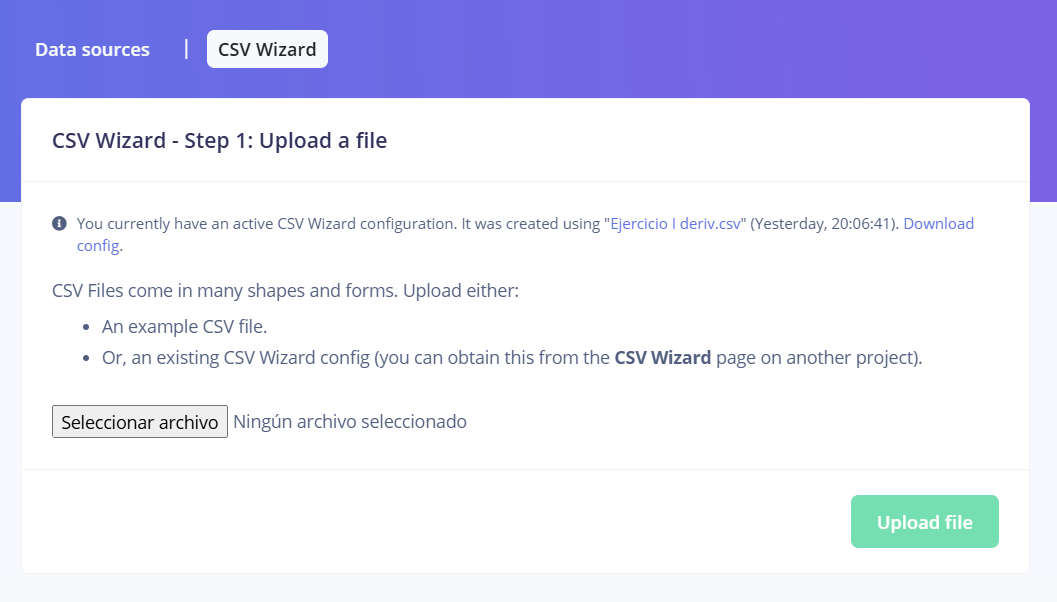 Data sources | CSV Wizard
CSV Wizard - Step 1: Upload a file
You currently have an active CSV Wizard configuration. It was created using "Ejercicio I deriv.csv" (Yesterday, 20:06:41). Download
config.
CSV Files come in many shapes and forms. Upload either:
• An example CSV file.
• Or, an existing CSV Wizard config (you can obtain this from the CSV Wizard page on another project).
Seleccionar archivo Ningún archivo seleccionado
Upload file